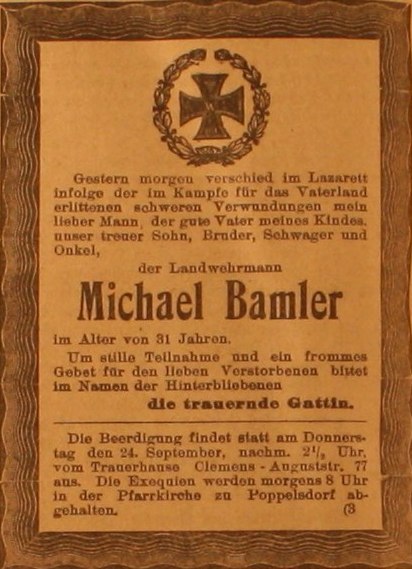 Gestern morgen verschied im Lazarett
infolge der im Kampfe für das Vaterland
erlittenen schweren Verwundungen mein
lieber Mann, der gute Vater meines Kindes,
unser treuer Sohn, Bruder, Schwager und
Onkel,
der Landwehrmann
Michael Bamler
im Alter von 31 Jahren.
Um stille Teilnahme und ein frommes
Gebet für den lieben Verstorbenen bittet
im Namen der Hinterbliebenen
die trauernde Gattin.
Die Beerdigung findet statt am Donners-
tag den 24. September, nachm. 2½ Uhr,
vom Trauerhause Clemens-Auguststr. 77
aus. Die Exequien werden morgens 8 Uhr
in der Pfarrkirche zu Poppelsdorf ab-
gehalten. (3